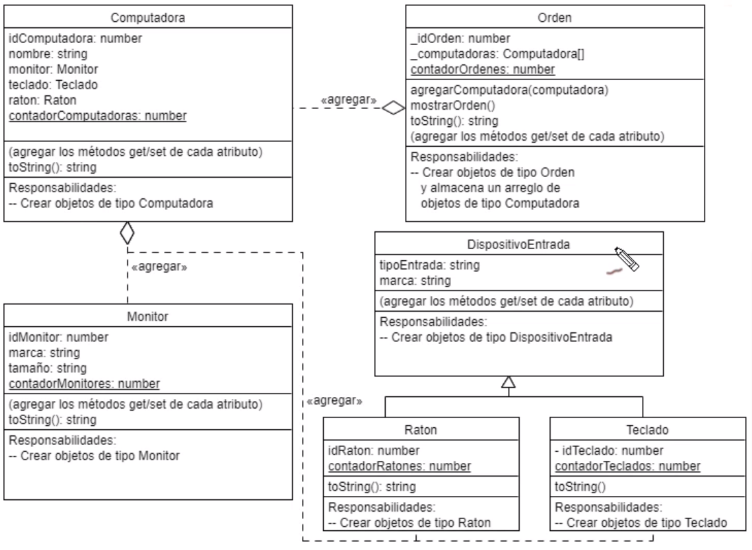 Computadora
idComputadora: number
nombre: string
monitor: Monitor
teclado: Teclado
raton: Raton
contadorComputadoras: number
(agregar los métodos get/set de cada atributo)
toString(): string
Responsabilidades:
-- Crear objetos de tipo Computadora
«agregar»
Orden
_idOrden: number
_computadoras: Computadora[]
contadorOrdenes: number
agregarComputadora(computadora)
mostrarOrden()
toString(): string
(agregar los métodos get/set de cada atributo)
Responsabilidades:
-- Crear objetos de tipo Orden
y almacena un arreglo de
objetos de tipo Computadora
«agregar»
DispositivoEntrada
tipoEntrada: string
marca: string
(agregar los métodos get/set de cada atributo)
Responsabilidades:
-- Crear objetos de tipo DispositivoEntrada
Monitor
idMonitor: number
marca: string
tamaño: string
contadorMonitores: number
(agregar los métodos get/set de cada atributo)
toString(): string
Responsabilidades:
-- Crear objetos de tipo Monitor
«agregar»
Raton
idRaton: number
contadorRatones: number
toString(): string
Responsabilidades:
-- Crear objetos de tipo Raton
Teclado
- idTeclado: number
contadorTeclados: number
toString()
Responsabilidades:
-- Crear objetos de tipo Teclado